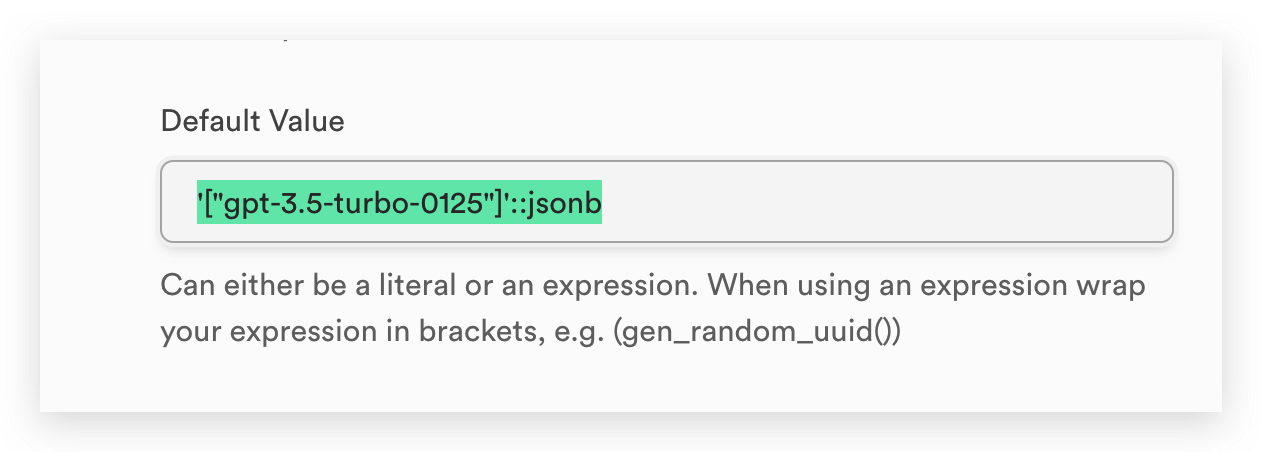 Default Value
'["gpt-3.5-turbo-0125"]'::jsonb
Can either be a literal or an expression. When using an expression wrap
your expression in brackets, e.g. (gen_random_uuid())